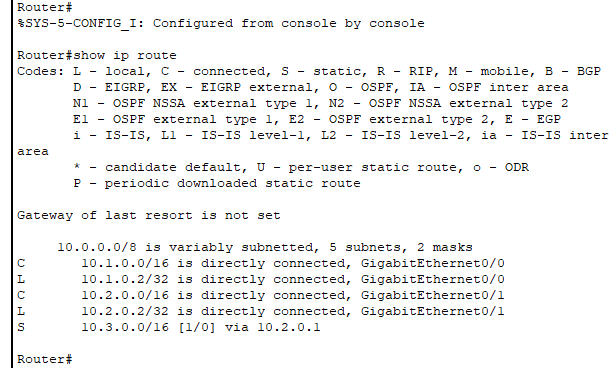 Router#
%SYS-5-CONFIG_I: Configured from console by console
Router#show ip route
Codes: L - local, C - connected, S - static, R - RIP, M - mobile, B - BGP
D - EIGRP, EX - EIGRP external, O - OSPF, IA - OSPF inter area
N1 - OSPF NSSA external type 1, N2 - OSPF NSSA external type 2
E1 - OSPF external type 1, E2 - OSPF external type 2, E - EGP
i - IS-IS, L1 - IS-IS level-1, L2 - IS-IS level-2, ia - IS-IS inter
area
* - candidate default, U - per-user static route, o - ODR
P - periodic downloaded static route
Gateway of last resort is not set
10.0.0.0/8 is variably subnetted, 5 subnets, 2 masks
C 10.1.0.0/16 is directly connected, GigabitEthernet0/0
L 10.1.0.2/32 is directly connected, GigabitEthernet0/0
C 10.2.0.0/16 is directly connected, GigabitEthernet0/1
L 10.2.0.2/32 is directly connected, GigabitEthernet0/1
S 10.3.0.0/16 [1/0] via 10.2.0.1
Router#